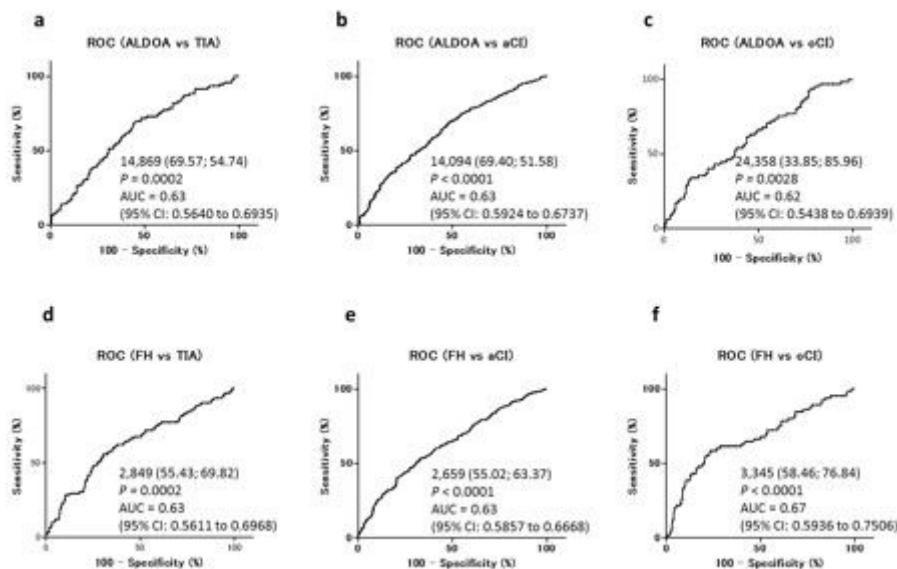 a
ROC (ALDOA vs TIA)
Sensitivity (%)
100
50
0
14,869 (69.57; 54.74)
P = 0.0002
AUC = 0.63
(95% CI: 0.5640 to 0.6935)
0 50 100
100 - Specificity (%)
b
ROC (ALDOA vs aCI)
Sensitivity (%)
100
50
0
14,094 (69.40; 51.58)
P < 0.0001
AUC = 0.63
(95% CI: 0.5924 to 0.6737)
0 50 100
100 - Specificity (%)
c
ROC (ALDOA vs oCI)
Sensitivity (%)
100
50
0
24,358 (33.85; 85.96)
P = 0.0028
AUC = 0.62
(95% CI: 0.5438 to 0.6939)
0 50 100
100 - Specificity (%)
d
ROC (FH vs TIA)
Sensitivity (%)
100
50
0
2,849 (55.43; 69.82)
P = 0.0002
AUC = 0.63
(95% CI: 0.5611 to 0.6968)
0 50 100
100 - Specificity (%)
e
ROC (FH vs aCI)
Sensitivity (%)
100
50
0
2,659 (55.02; 63.37)
P < 0.0001
AUC = 0.63
(95% CI: 0.5857 to 0.6668)
0 50 100
100 - Specificity (%)
f
ROC (FH vs oCI)
Sensitivity (%)
100
50
0
3,345 (58.46; 76.84)
P < 0.0001
AUC = 0.67
(95% CI: 0.5936 to 0.7506)
0 50 100
100 - Specificity (%)